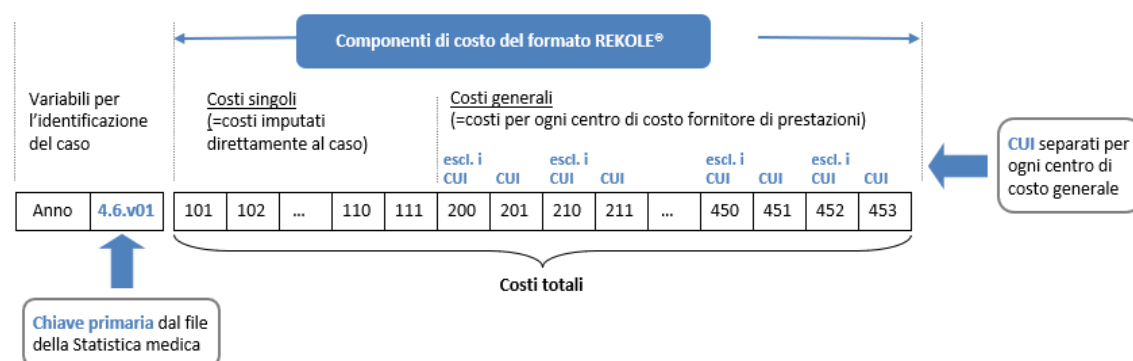 Componenti di costo del formato REKOLE®
Variabili per
l'identificazione
del caso
Costi singoli
(=costi imputati
direttamente al caso)
Costi generali
(=costi per ogni centro di costo fornitore di prestazioni)
escl. i
CUI
CUI
escl. i
CUI
CUI
escl. i
CUI
CUI
escl. i
CUI
CUI
CUI separati per
ogni centro di
costo generale
Anno 4.6.v01 101 102 ... 110 111 200 201 210 211 ... 450 451 452 453
Costi totali
Chiave primaria dal file
della Statistica medica